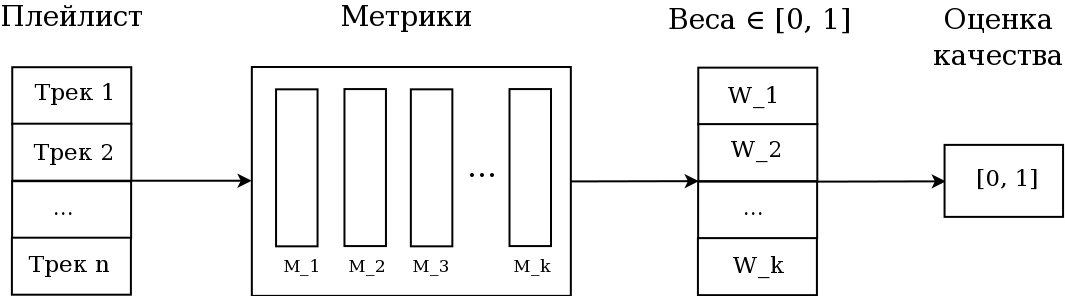 Плейлист
Метрики
Веса ∈ [0, 1]
Оценка
качества
Трек 1
Трек 2
...
Трек n
...
M_1
M_2
M_3
M_k
W_1
W_2
...
W_k
[0, 1]